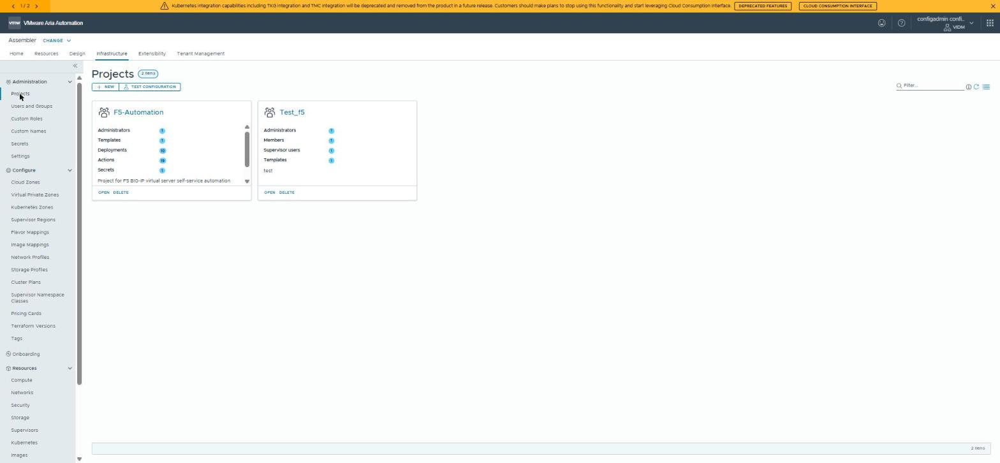 1 / 2
Kubernetes integration capabilities including TKG integration and TMC integration will be deprecated and removed from the product in a future release. Customers should make plans to stop using this functionality and start leveraging Cloud Consumption Interface. DEPRECATED FEATURES CLOUD CONSUMPTION INTERFACE
vmw VMware Aria Automation
configadmin confi...
VIDM
Assembler CHANGE
Home Resources Design Infrastructure Extensibility Tenant Management
Administration
Projects
Users and Groups
Custom Roles
Custom Names
Secrets
Settings
Configure
Cloud Zones
Virtual Private Zones
Kubernetes Zones
Supervisor Regions
Flavor Mappings
Image Mappings
Network Profiles
Storage Profiles
Cluster Plans
Supervisor Namespace
Classes
Pricing Cards
Terraform Versions
Tags
Onboarding
Resources
Compute
Networks
Security
Storage
Supervisors
Kubernetes
Images
Projects 2 items
NEW TEST CONFIGURATION
Filter...
F5-Automation
Administrators 1
Templates 1
Deployments 10
Actions 19
Secrets 1
Project for F5 BIG-IP virtual server self-service automation
OPEN DELETE
Test_f5
Administrators 1
Members 1
Supervisor users 1
Templates 1
test
OPEN DELETE
2 items